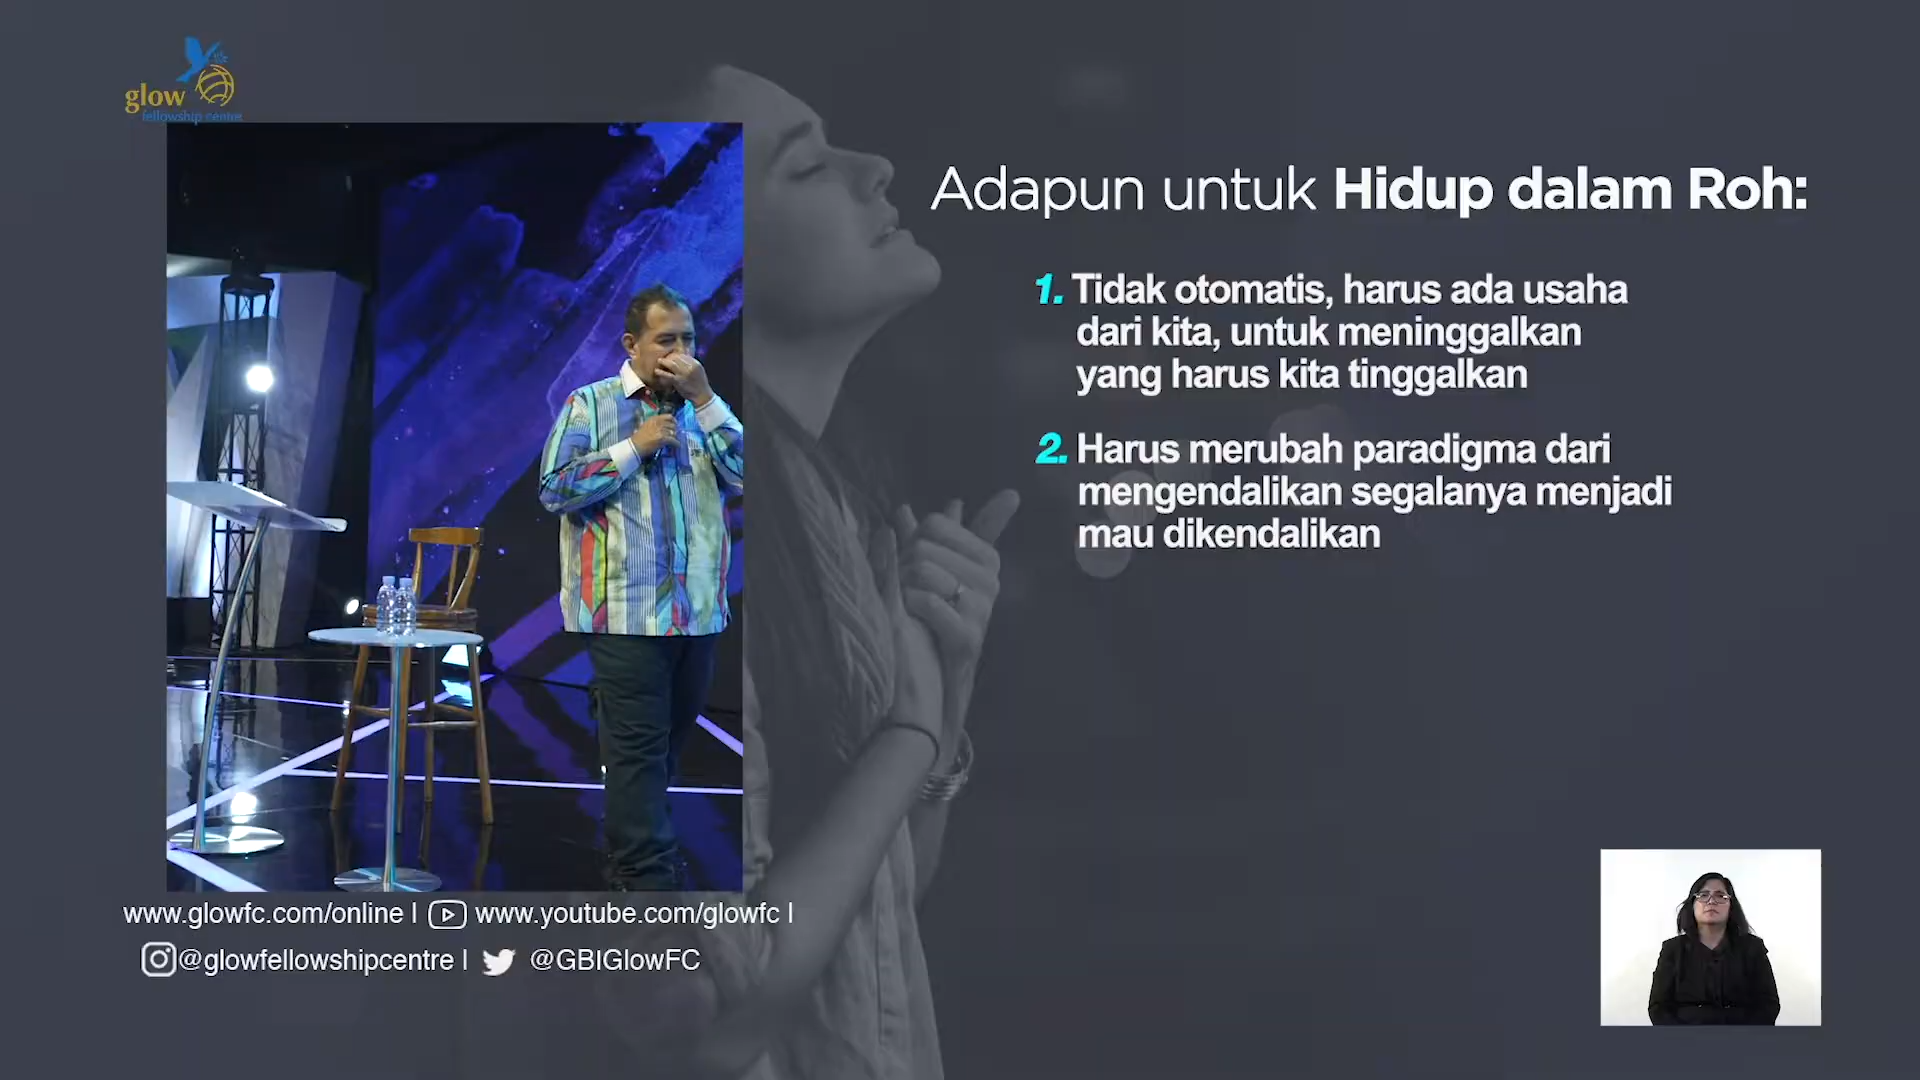 glow
fellowship center
Adapun untuk Hidup dalam Roh:
1. Tidak otomatis, harus ada usaha
dari kita, untuk meninggalkan
yang harus kita tinggalkan
2. Harus merubah paradigma dari
mengendalikan segalanya menjadi
mau dikendalikan
www.glowfc.com/online | www.youtube.com/glowfc |
@glowfellowshipcentre | @GBIGlowFC